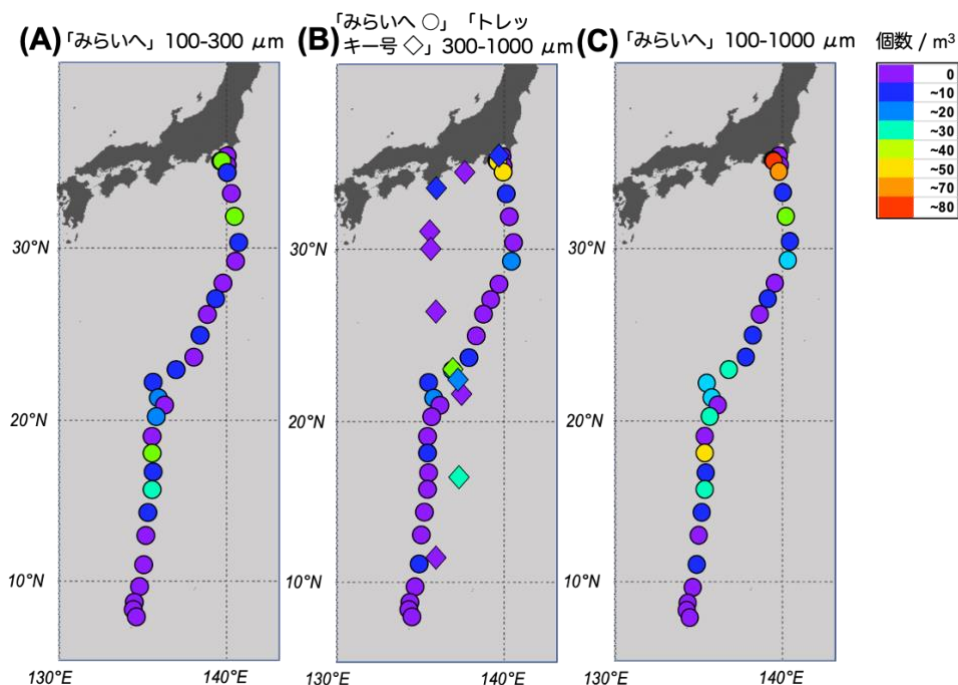 (A) 「みらいへ」 100-300 μm
(B) 「みらいへ ○」 「トレッ
キー号 ◇」 300-1000 μm
(C) 「みらいへ」 100-1000 μm
個数 / m³
0
~10
~20
~30
~40
~50
~70
~80
30°N
20°N
10°N
130°E
140°E
30°N
20°N
10°N
130°E
140°E
30°N
20°N
10°N
130°E
140°E